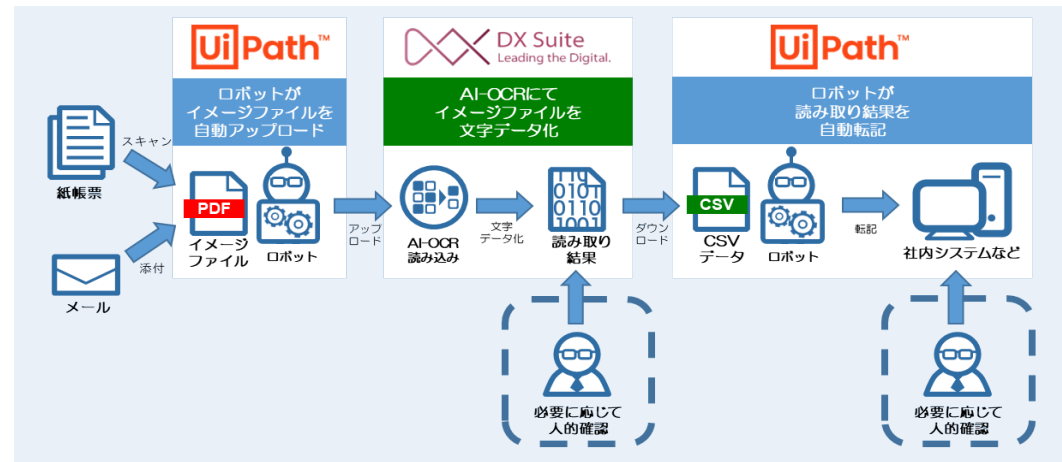 UiPath™
DX Suite
Leading the Digital.
UiPath™
ロボットが
イメージファイルを
自動アップロード
AI-OCRにて
イメージファイルを
文字データ化
ロボットが
読み取り結果を
自動転記
紙帳票
スキャン
メール
添付
PDF
イメージ
ファイル
ロボット
アップ
ロード
AI-OCR
読み込み
文字
データ化
読み取り
結果
ダウン
ロード
CSV
CSV
データ
ロボット
転記
社内システムなど
必要に応じて
人的確認
必要に応じて
人的確認